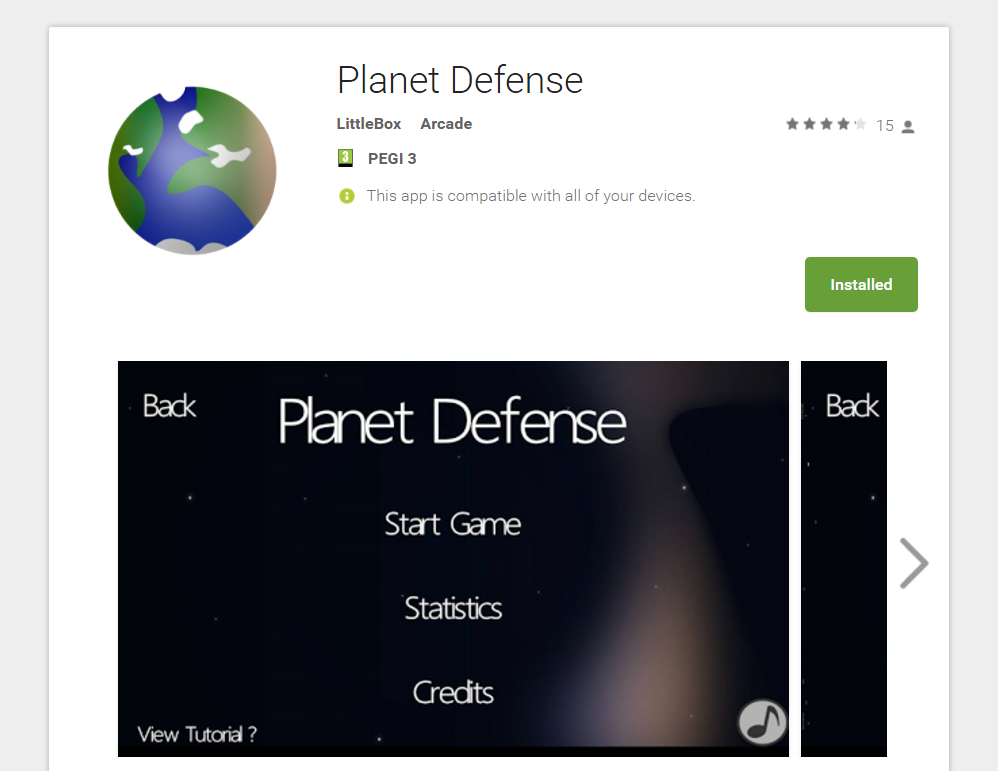 Planet Defense
LittleBox Arcade
15
3 PEGI 3
This app is compatible with all of your devices.
Installed
Back
Planet Defense
Back
Start Game
Statistics
Credits
View Tutorial ?